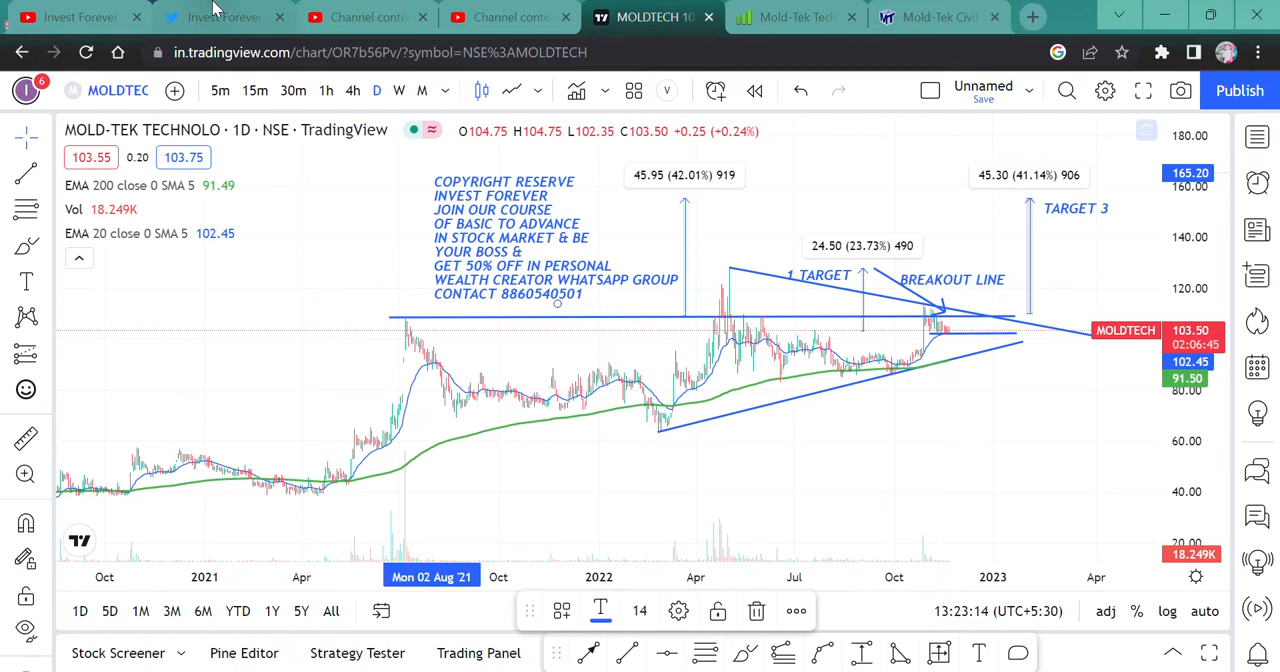 Invest Forever
Invest Forever
Channel conte
Channel conte
MOLDTECH 10
Mold-Tek Tech
Mold-Tek Civil
in.tradingview.com/chart/OR7b56Pv/?symbol=NSE%3AMOLDTECH
I 6 M MOLDTEC 5m 15m 30m 1h 4h D W M V Unnamed Save Publish
MOLD-TEK TECHNOLO · 1D · NSE · TradingView O104.75 H104.75 L102.35 C103.50 +0.25 (+0.24%)
103.55 0.20 103.75
EMA 200 close 0 SMA 5 91.49
Vol 18.249K
EMA 20 close 0 SMA 5 102.45
COPYRIGHT RESERVE
INVEST FOREVER
JOIN OUR COURSE
OF BASIC TO ADVANCE
IN STOCK MARKET & BE
YOUR BOSS &
GET 50% OFF IN PERSONAL
WEALTH CREATOR WHATSAPP GROUP
CONTACT 8860540501
45.95 (42.01%) 919
24.50 (23.73%) 490
45.30 (41.14%) 906
1 TARGET
BREAKOUT LINE
TARGET 3
180.00
165.20
160.00
140.00
120.00
MOLDTECH 103.50
02:06:45
102.45
91.50
80.00
60.00
40.00
20.00
18.249K
Oct 2021 Apr Mon 02 Aug '21 Oct 2022 Apr Jul Oct 2023 Apr
1D 5D 1M 3M 6M YTD 1Y 5Y All T 14 13:23:14 (UTC+5:30) adj % log auto
Stock Screener Pine Editor Strategy Tester Trading Panel